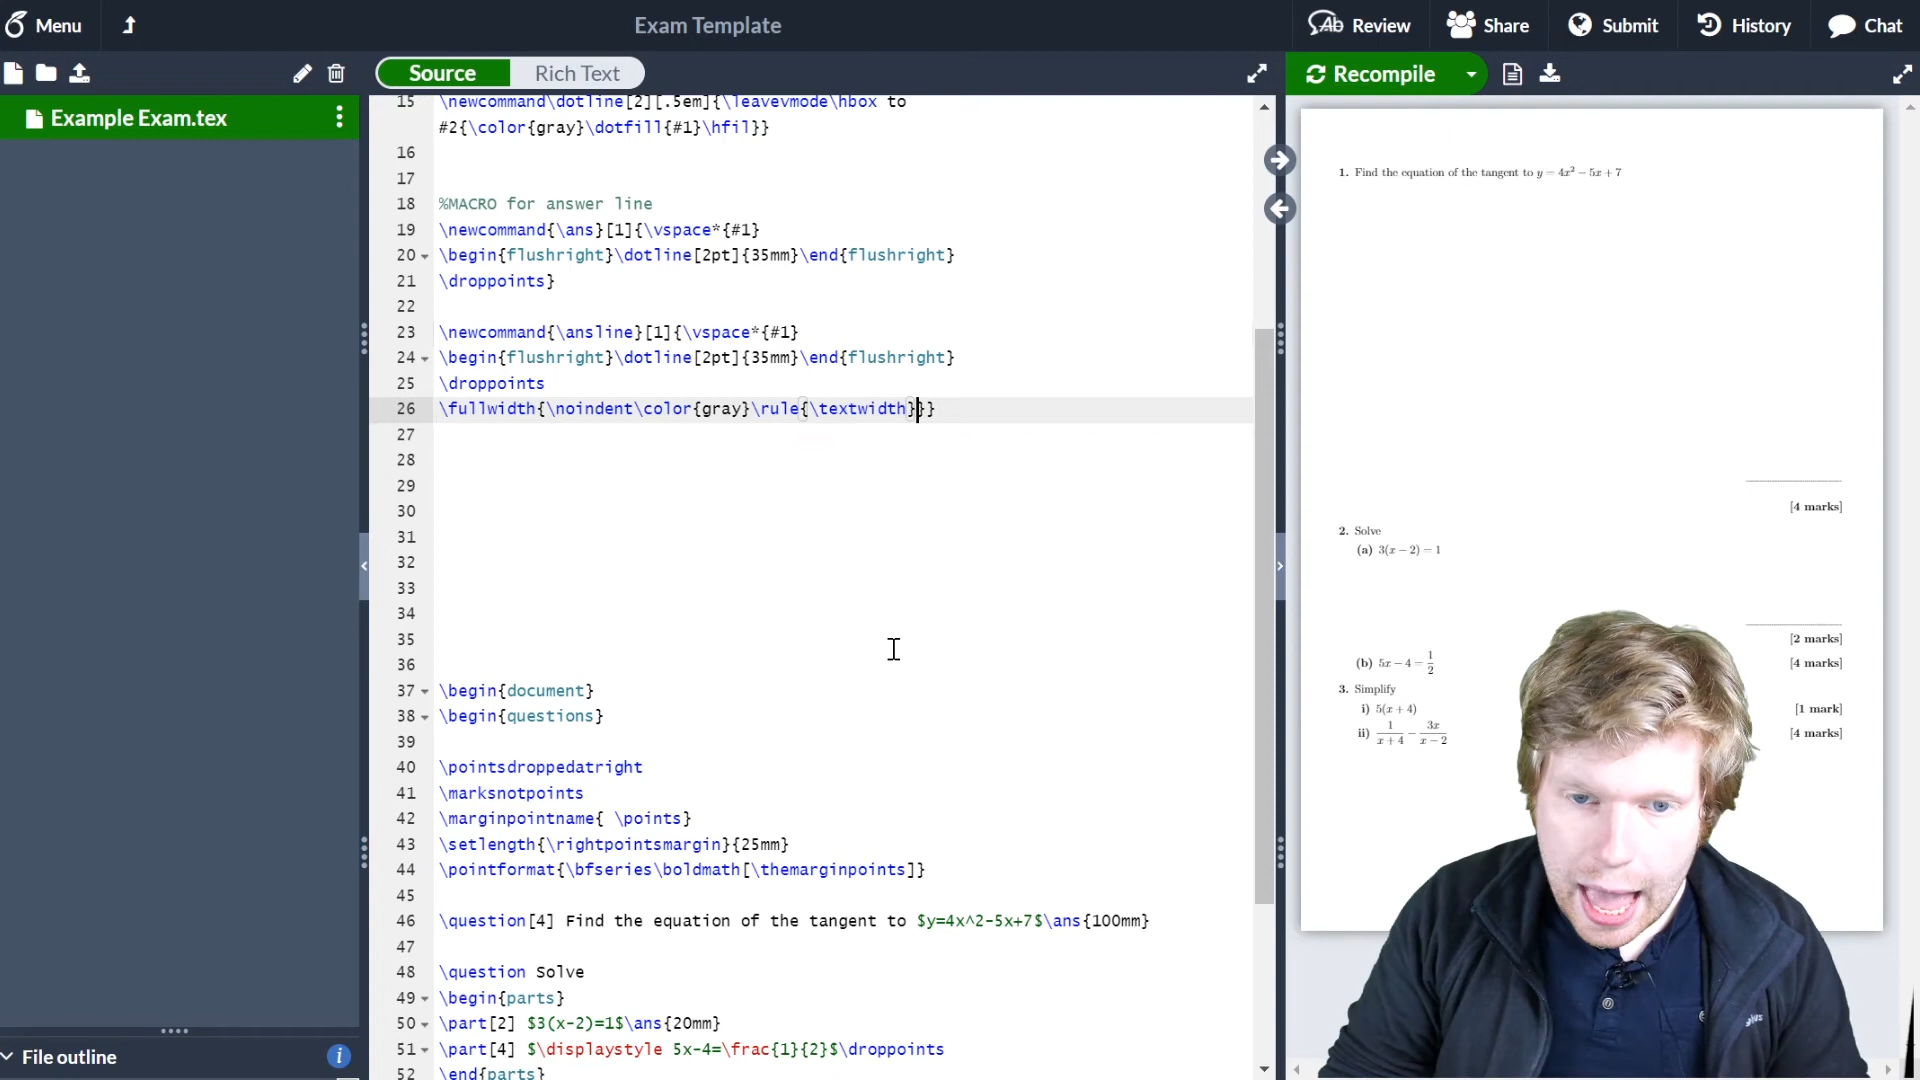 Menu
Exam Template
Review
Share
Submit
History
Chat
Source
Rich Text
Recompile
Example Exam.tex
File outline
i
15 \newcommand\dotline[2][.5em]{\leavevmode\hbox to
#2{\color{gray}\dotfill{#1}\hfil}}
16
17
18 %MACRO for answer line
19 \newcommand{\ans}[1]{\vspace*{#1}
20 \begin{flushright}\dotline[2pt]{35mm}\end{flushright}
21 \droppoints}
22
23 \newcommand{\ansline}[1]{\vspace*{#1}
24 \begin{flushright}\dotline[2pt]{35mm}\end{flushright}
25 \droppoints
26 \fullwidth{\noindent\color{gray}\rule{\textwidth}}}
27
28
29
30
31
32
33
34
35
36
37 \begin{document}
38 \begin{questions}
39
40 \pointsdroppedatright
41 \marksnotpoints
42 \marginpointname{ \points}
43 \setlength{\rightpointsmargin}{25mm}
44 \pointformat{\bfseries\boldmath[\themarginpoints]}
45
46 \question[4] Find the equation of the tangent to $y=4x^2-5x+7$\ans{100mm}
47
48 \question Solve
49 \begin{parts}
50 \part[2] $3(x-2)=1$\ans{20mm}
51 \part[4] $\displaystyle 5x-4=\frac{1}{2}$\droppoints
52 \end{parts}
1. Find the equation of the tangent to y = 4x² − 5x + 7
[4 marks]
2. Solve
(a) 3(x − 2) = 1
[2 marks]
(b) 5x − 4 = 1/2 [4 marks]
3. Simplify
i) 5(x + 4) [1 mark]
ii) 1/(x + 4) − 3x/(x − 2) [4 marks]